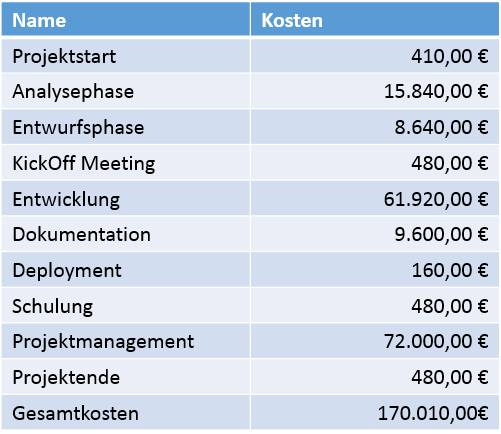 Name Kosten
Projektstart 410,00 €
Analysephase 15.840,00 €
Entwurfsphase 8.640,00 €
KickOff Meeting 480,00 €
Entwicklung 61.920,00 €
Dokumentation 9.600,00 €
Deployment 160,00 €
Schulung 480,00 €
Projektmanagement 72.000,00 €
Projektende 480,00 €
Gesamtkosten 170.010,00€